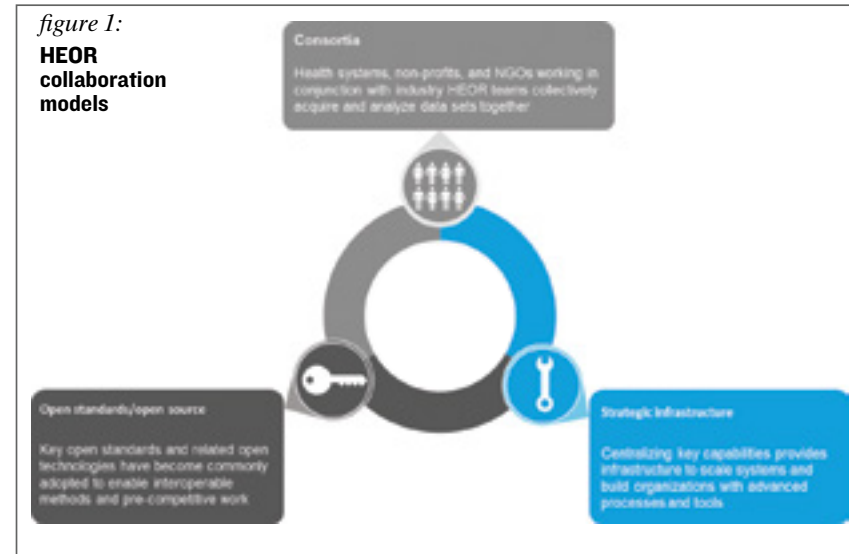 figure 1:
HEOR
collaboration
models
Consortia
Health systems, non-profits, and NGOs working in
conjunction with industry HEOR teams collectively
acquire and analyze data sets together
Open standards/open source
Key open standards and related open
technologies have become commonly
adopted to enable interoperable
methods and pre-competitive work
Strategic Infrastructure
Centralizing key capabilities provides
infrastructure to scale systems and
build organizations with advanced
processes and tools